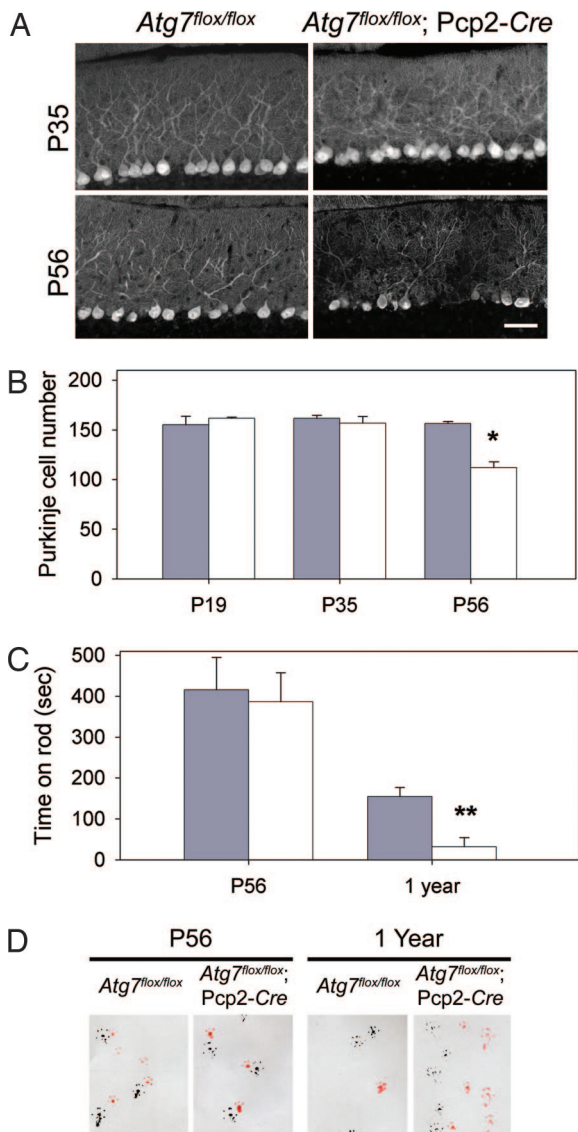 A
Atg7flox/flox Atg7flox/flox; Pcp2-Cre
P35
P56
B
Purkinje cell number
200
150
100
50
0
*
P19 P35 P56
C
Time on rod (sec)
500
400
300
200
100
0
**
P56 1 year
D
P56 1 Year
Atg7flox/flox Atg7flox/flox; Atg7flox/flox Atg7flox/flox;
Pcp2-Cre Pcp2-Cre